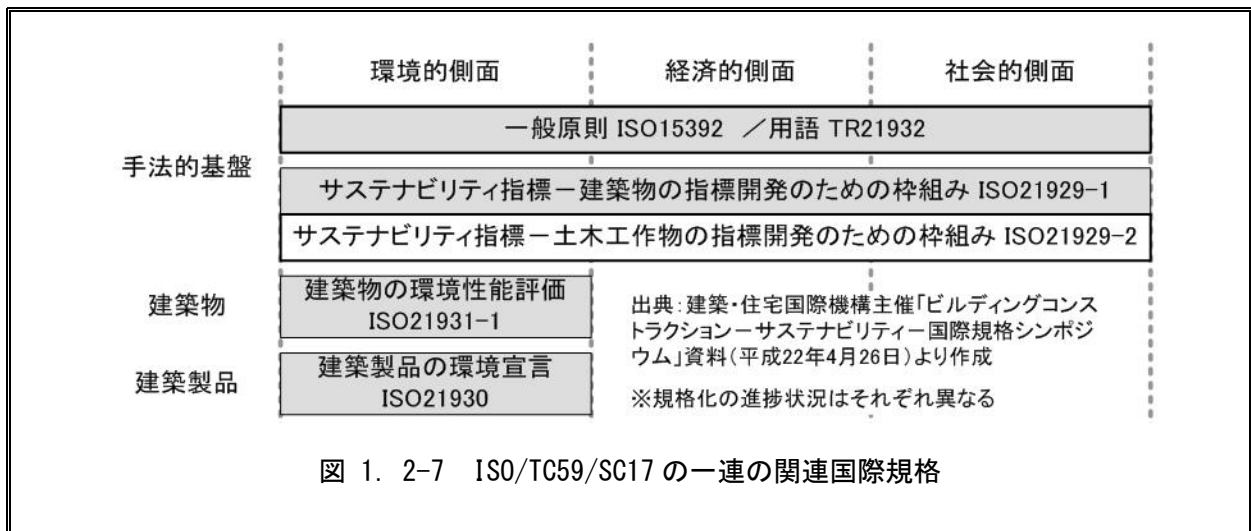 環境的側面 経済的側面 社会的側面
一般原則 ISO15392 ／用語 TR21932
手法的基盤
サステナビリティ指標－建築物の指標開発のための枠組み ISO21929-1
サステナビリティ指標－土木工作物の指標開発のための枠組み ISO21929-2
建築物
建築物の環境性能評価
ISO21931-1
建築製品
建築製品の環境宣言
ISO21930
出典：建築・住宅国際機構主催「ビルディングコンス
トラクション－サステナビリティ－国際規格シンポジ
ウム」資料（平成22年4月26日）より作成
※規格化の進捗状況はそれぞれ異なる
図 1. 2-7 ISO/TC59/SC17 の一連の関連国際規格